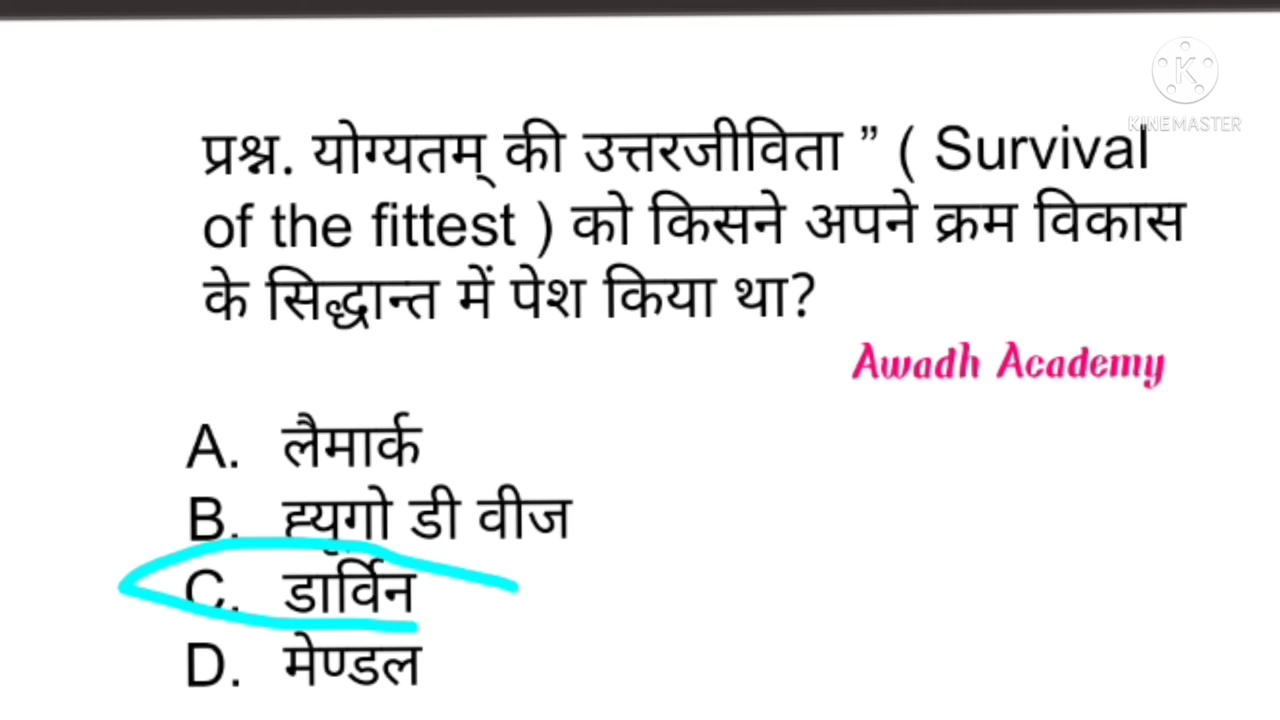 KINEMASTER
प्रश्न. योग्यतम् की उत्तरजीविता ” ( Survival
of the fittest ) को किसने अपने क्रम विकास
के सिद्धान्त में पेश किया था?
Awadh Academy
A. लैमार्क
B. ह्यूगो डी वीज
C. डार्विन
D. मेण्डल